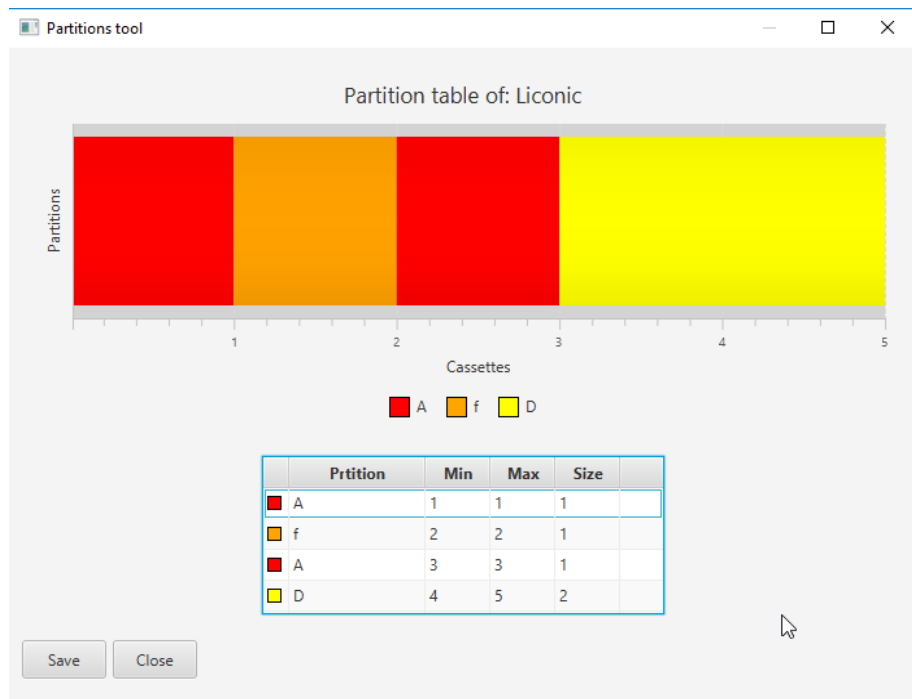 Partitions tool
Partition table of: Liconic
Partitions
1 2 3 4 5
Cassettes
A f D
Prtition Min Max Size
A 1 1 1
f 2 2 1
A 3 3 1
D 4 5 2
Save Close